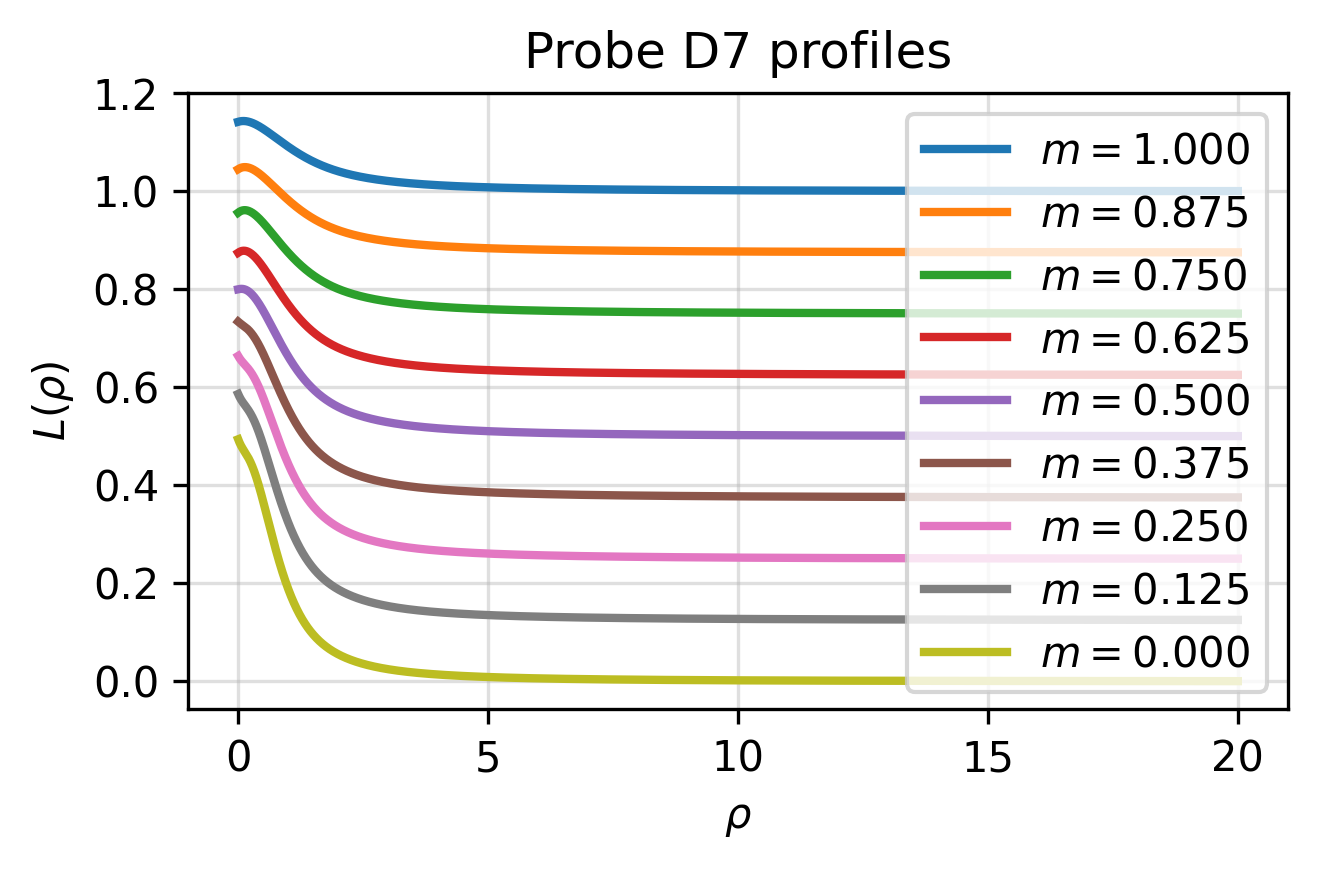 Probe D7 profiles
1.2
1.0
0.8
0.6
0.4
0.2
0.0
L(ρ)
m = 1.000
m = 0.875
m = 0.750
m = 0.625
m = 0.500
m = 0.375
m = 0.250
m = 0.125
m = 0.000
0 5 10 15 20
ρ